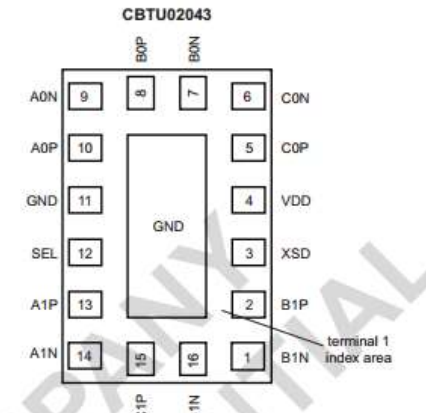 CBTU02043
B0P B0N
8 7
A0N 9 6 C0N
A0P 10 5 C0P
GND 11 4 VDD
GND
SEL 12 3 XSD
A1P 13 2 B1P
A1N 14 15 16 1 B1N
terminal 1
index area